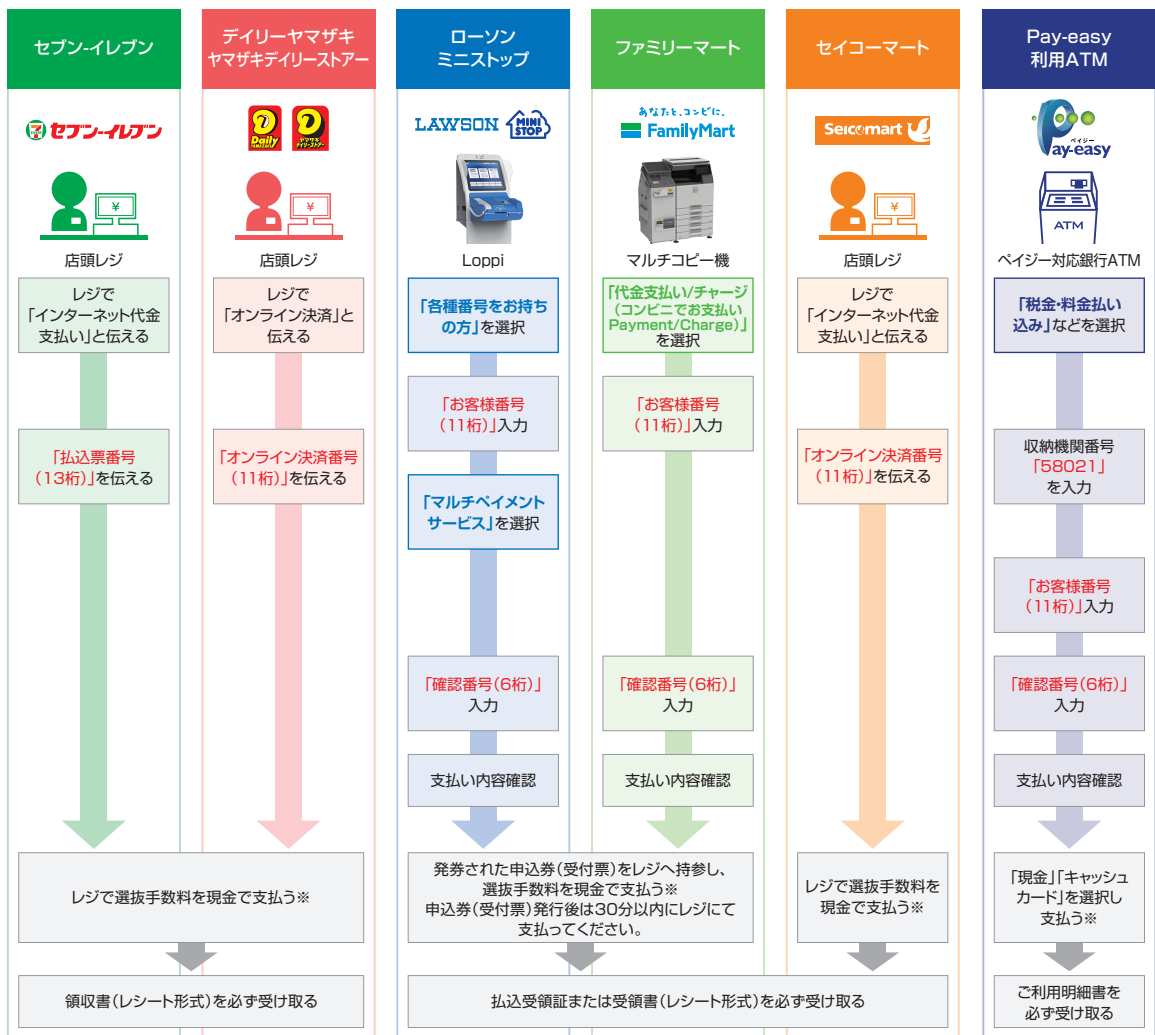 セブン-イレブン
デイリーヤマザキ
ヤマザキデイリーストアー
ローソン
ミニストップ
ファミリーマート
セイコーマート
Pay-easy
利用ATM
セブン-イレブン
Daily
YAMAZAKI
ヤマザキ
デイリーストアー
LAWSON
MINI
STOP
あなたと、コンビに、
FamilyMart
Seicomart
ペイジー
Pay-easy
¥
¥
¥
ATM
店頭レジ
店頭レジ
Loppi
マルチコピー機
店頭レジ
ペイジー対応銀行ATM
レジで
「インターネット代金
支払い」と伝える
レジで
「オンライン決済」と
伝える
「各種番号をお持ち
の方」を選択
「代金支払い/チャージ
(コンビニでお支払い
Payment/Charge)」
を選択
レジで
「インターネット代金
支払い」と伝える
「税金・料金払い
込み」などを選択
「お客様番号
(11桁)」入力
「お客様番号
(11桁)」入力
「払込票番号
(13桁)」を伝える
「オンライン決済番号
(11桁)」を伝える
「マルチペイメント
サービス」を選択
「オンライン決済番号
(11桁)」を伝える
収納機関番号
「58021」
を入力
「お客様番号
(11桁)」入力
「確認番号(6桁)」
入力
「確認番号(6桁)」
入力
「確認番号(6桁)」
入力
支払い内容確認
支払い内容確認
支払い内容確認
レジで選抜手数料を現金で支払う※
発券された申込券(受付票)をレジへ持参し、
選抜手数料を現金で支払う※
申込券(受付票)発行後は30分以内にレジにて
支払ってください。
レジで選抜手数料を
現金で支払う※
「現金」「キャッシュ
カード」を選択し
支払う※
領収書(レシート形式)を必ず受け取る
払込受領証または受領書(レシート形式)を必ず受け取る
ご利用明細書を
必ず受け取る